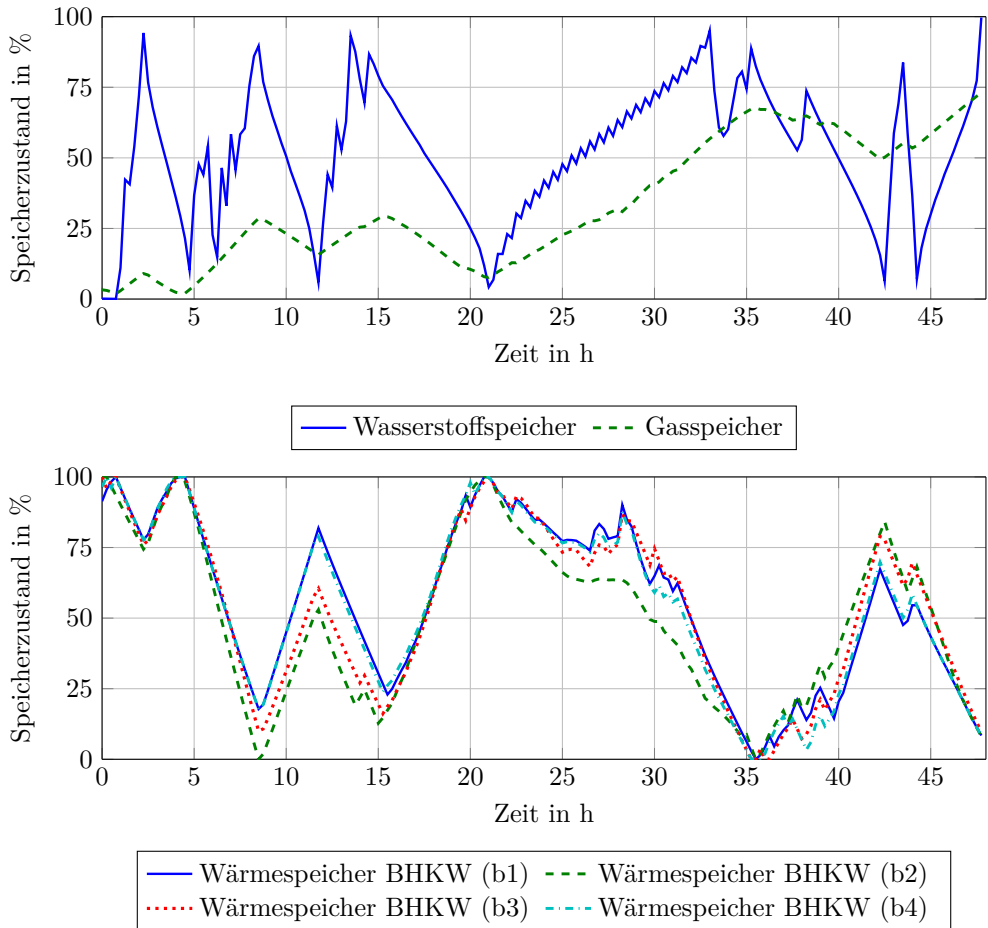 100
75
50
25
0
Speicherzustand in %
0 5 10 15 20 25 30 35 40 45
Zeit in h
Wasserstoffspeicher Gasspeicher
100
75
50
25
0
Speicherzustand in %
0 5 10 15 20 25 30 35 40 45
Zeit in h
Wärmespeicher BHKW (b1) Wärmespeicher BHKW (b2)
Wärmespeicher BHKW (b3) Wärmespeicher BHKW (b4)